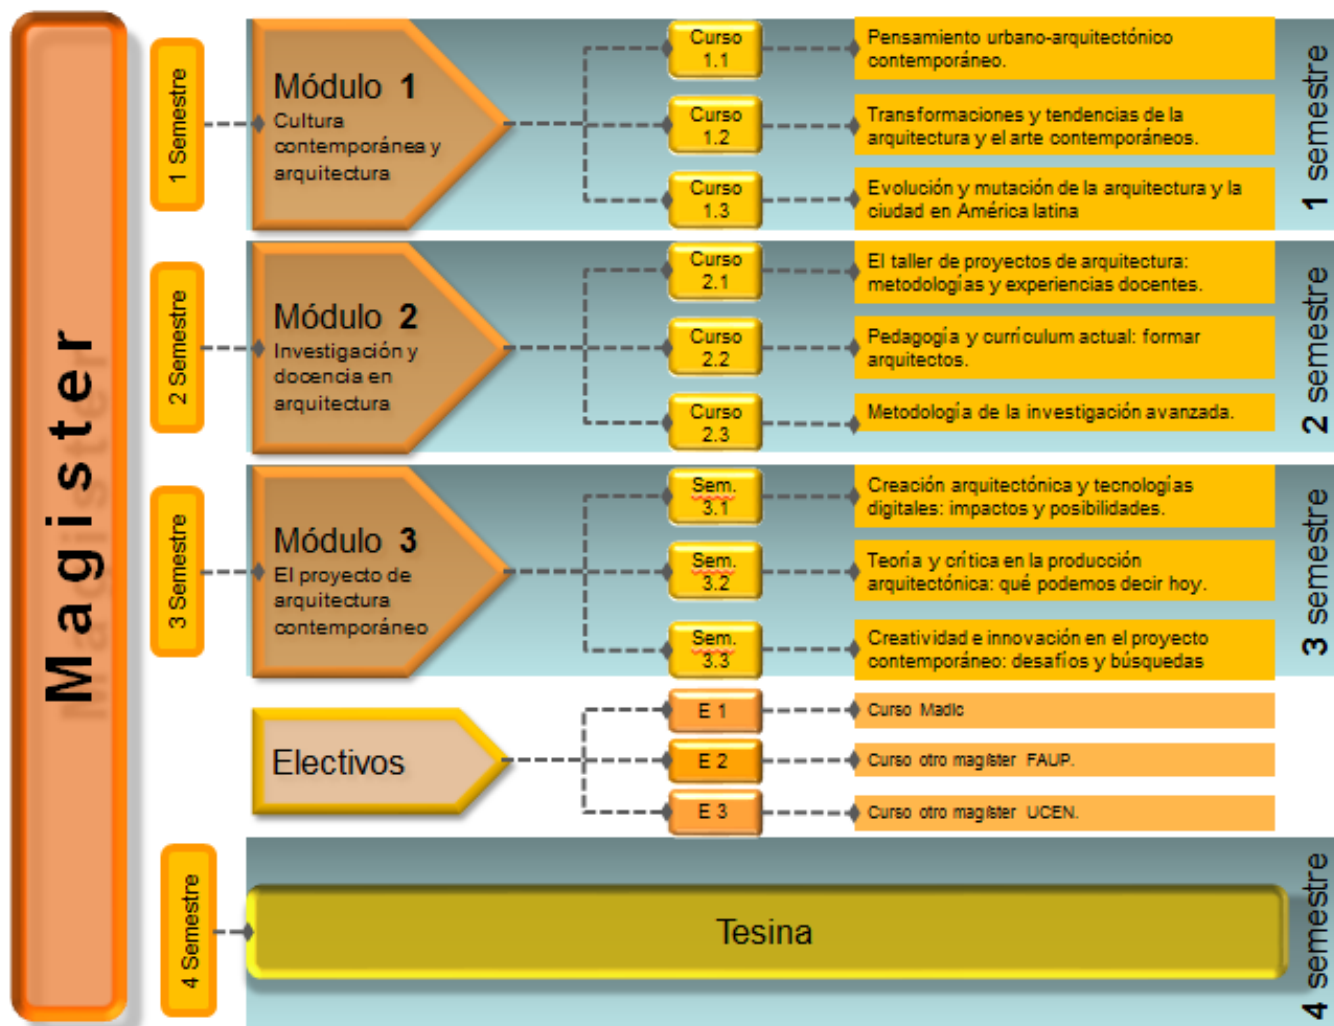 Magister
1 Semestre
Módulo 1
Cultura
contemporánea y
arquitectura
Curso
1.1
Pensamiento urbano-arquitectónico
contemporáneo.
Curso
1.2
Transformaciones y tendencias de la
arquitectura y el arte contemporáneos.
Curso
1.3
Evolución y mutación de la arquitectura y la
ciudad en América latina
1 semestre
2 Semestre
Módulo 2
Investigación y
docencia en
arquitectura
Curso
2.1
El taller de proyectos de arquitectura:
metodologías y experiencias docentes.
Curso
2.2
Pedagogía y currículum actual: formar
arquitectos.
Curso
2.3
Metodología de la investigación avanzada.
2 semestre
3 Semestre
Módulo 3
El proyecto de
arquitectura
contemporáneo
Sem.
3.1
Creación arquitectónica y tecnologías
digitales: impactos y posibilidades.
Sem.
3.2
Teoría y crítica en la producción
arquitectónica: qué podemos decir hoy.
Sem.
3.3
Creatividad e innovación en el proyecto
contemporáneo: desafíos y búsquedas
3 semestre
Electivos
E 1
Curso Madic
E 2
Curso otro magíster FAUP.
E 3
Curso otro magíster UCEN.
4 Semestre
Tesina
4 semestre